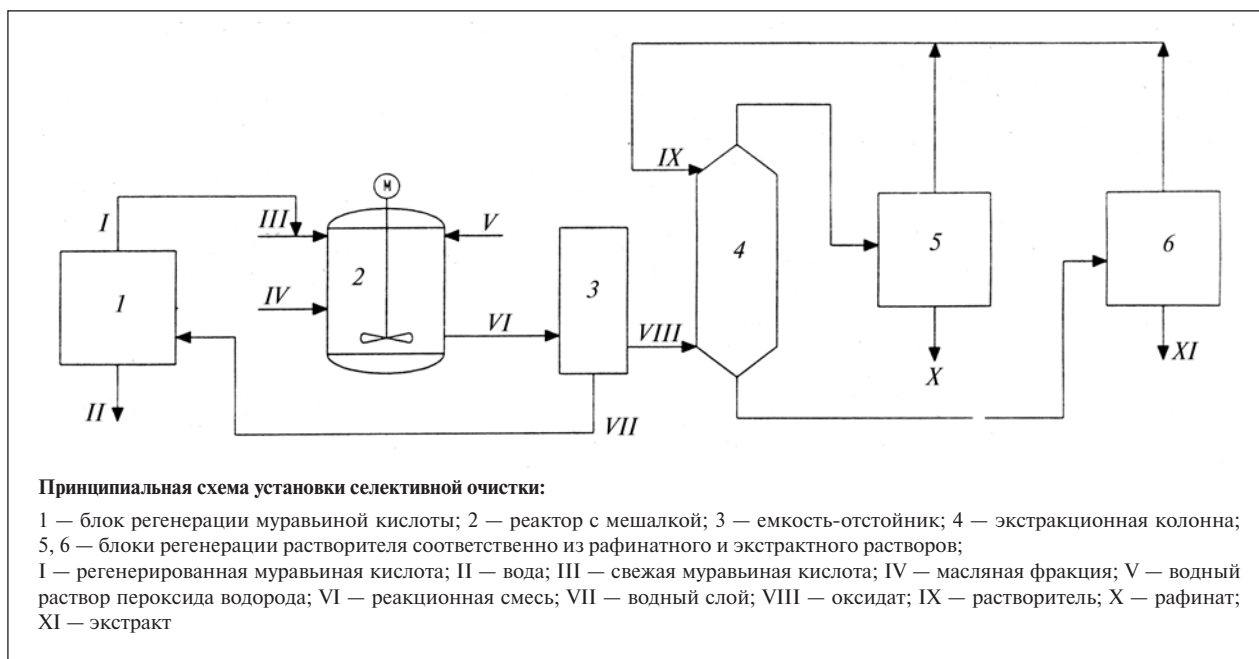 I
III
V
IV
1
2
M
II
VI
3
VIII
VII
IX
4
5
6
X
XI
Принципиальная схема установки селективной очистки:
1 — блок регенерации муравьиной кислоты; 2 — реактор с мешалкой; 3 — емкость-отстойник; 4 — экстракционная колонна;
5, 6 — блоки регенерации растворителя соответственно из рафинатного и экстрактного растворов;
I — регенерированная муравьиная кислота; II — вода; III — свежая муравьиная кислота; IV — масляная фракция; V — водный
раствор пероксида водорода; VI — реакционная смесь; VII — водный слой; VIII — оксидат; IX — растворитель; X — рафинат;
XI — экстракт